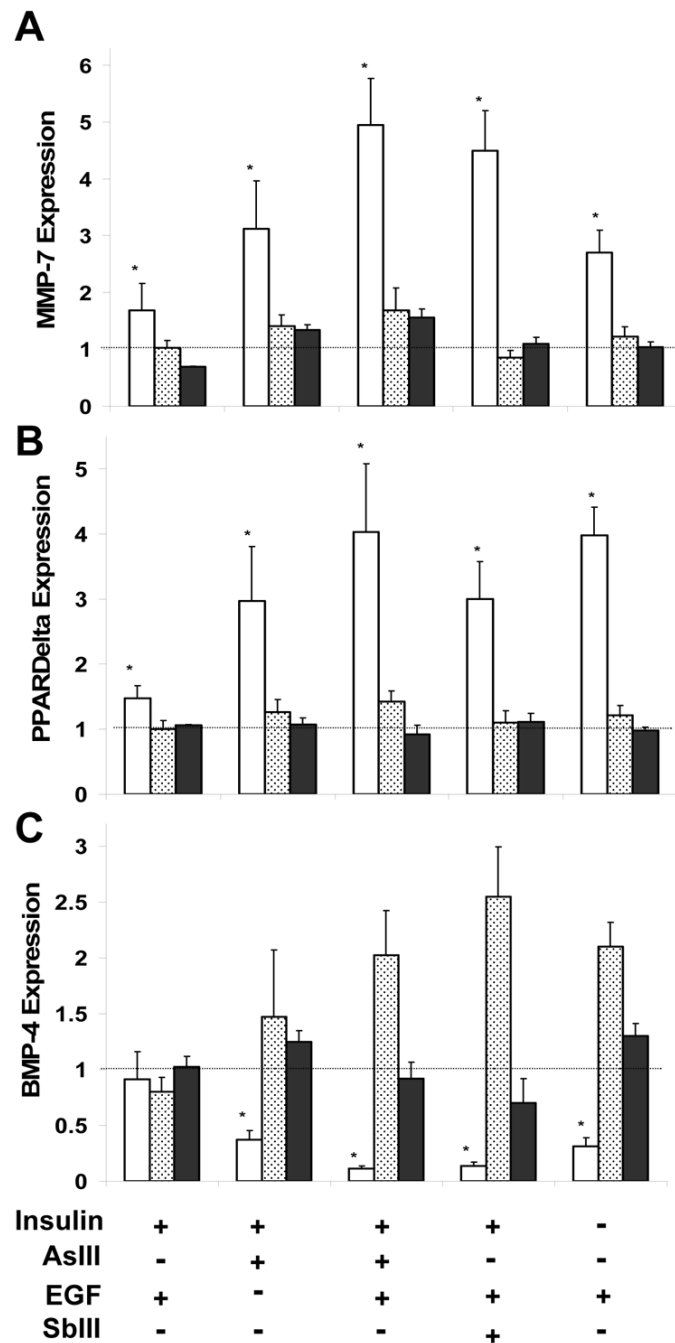 A
MMP-7 Expression
6
5
4
3
2
1
0
* * * * *
B
PPARDelta Expression
5
4
3
2
1
0
* * * * *
C
BMP-4 Expression
3
2.5
2
1.5
1
0.5
0
* * * *
Insulin + + + + -
AsIII - + + - -
EGF + - + + +
SbIII - - - + -